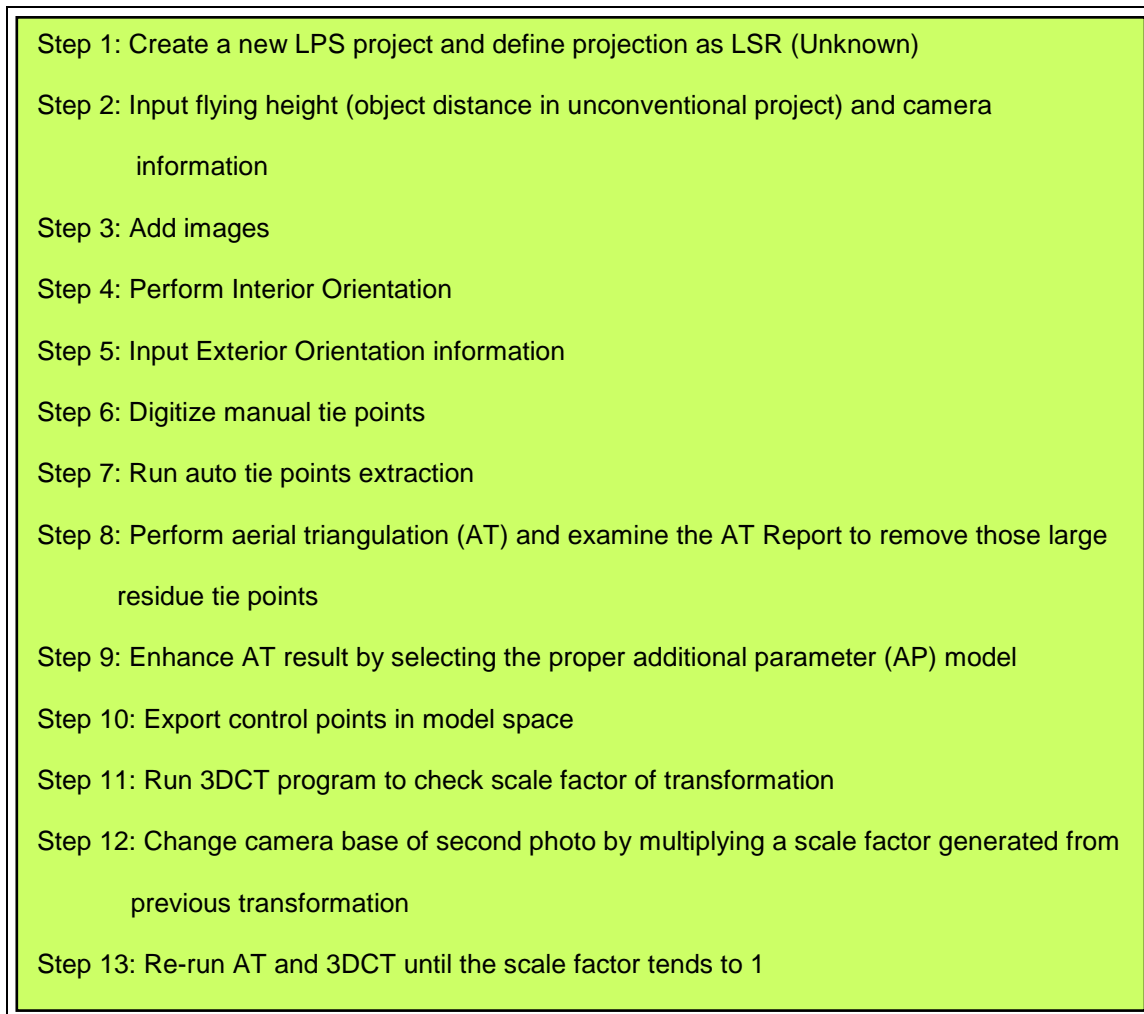 Step 1: Create a new LPS project and define projection as LSR (Unknown)
Step 2: Input flying height (object distance in unconventional project) and camera
information
Step 3: Add images
Step 4: Perform Interior Orientation
Step 5: Input Exterior Orientation information
Step 6: Digitize manual tie points
Step 7: Run auto tie points extraction
Step 8: Perform aerial triangulation (AT) and examine the AT Report to remove those large
residue tie points
Step 9: Enhance AT result by selecting the proper additional parameter (AP) model
Step 10: Export control points in model space
Step 11: Run 3DCT program to check scale factor of transformation
Step 12: Change camera base of second photo by multiplying a scale factor generated from
previous transformation
Step 13: Re-run AT and 3DCT until the scale factor tends to 1